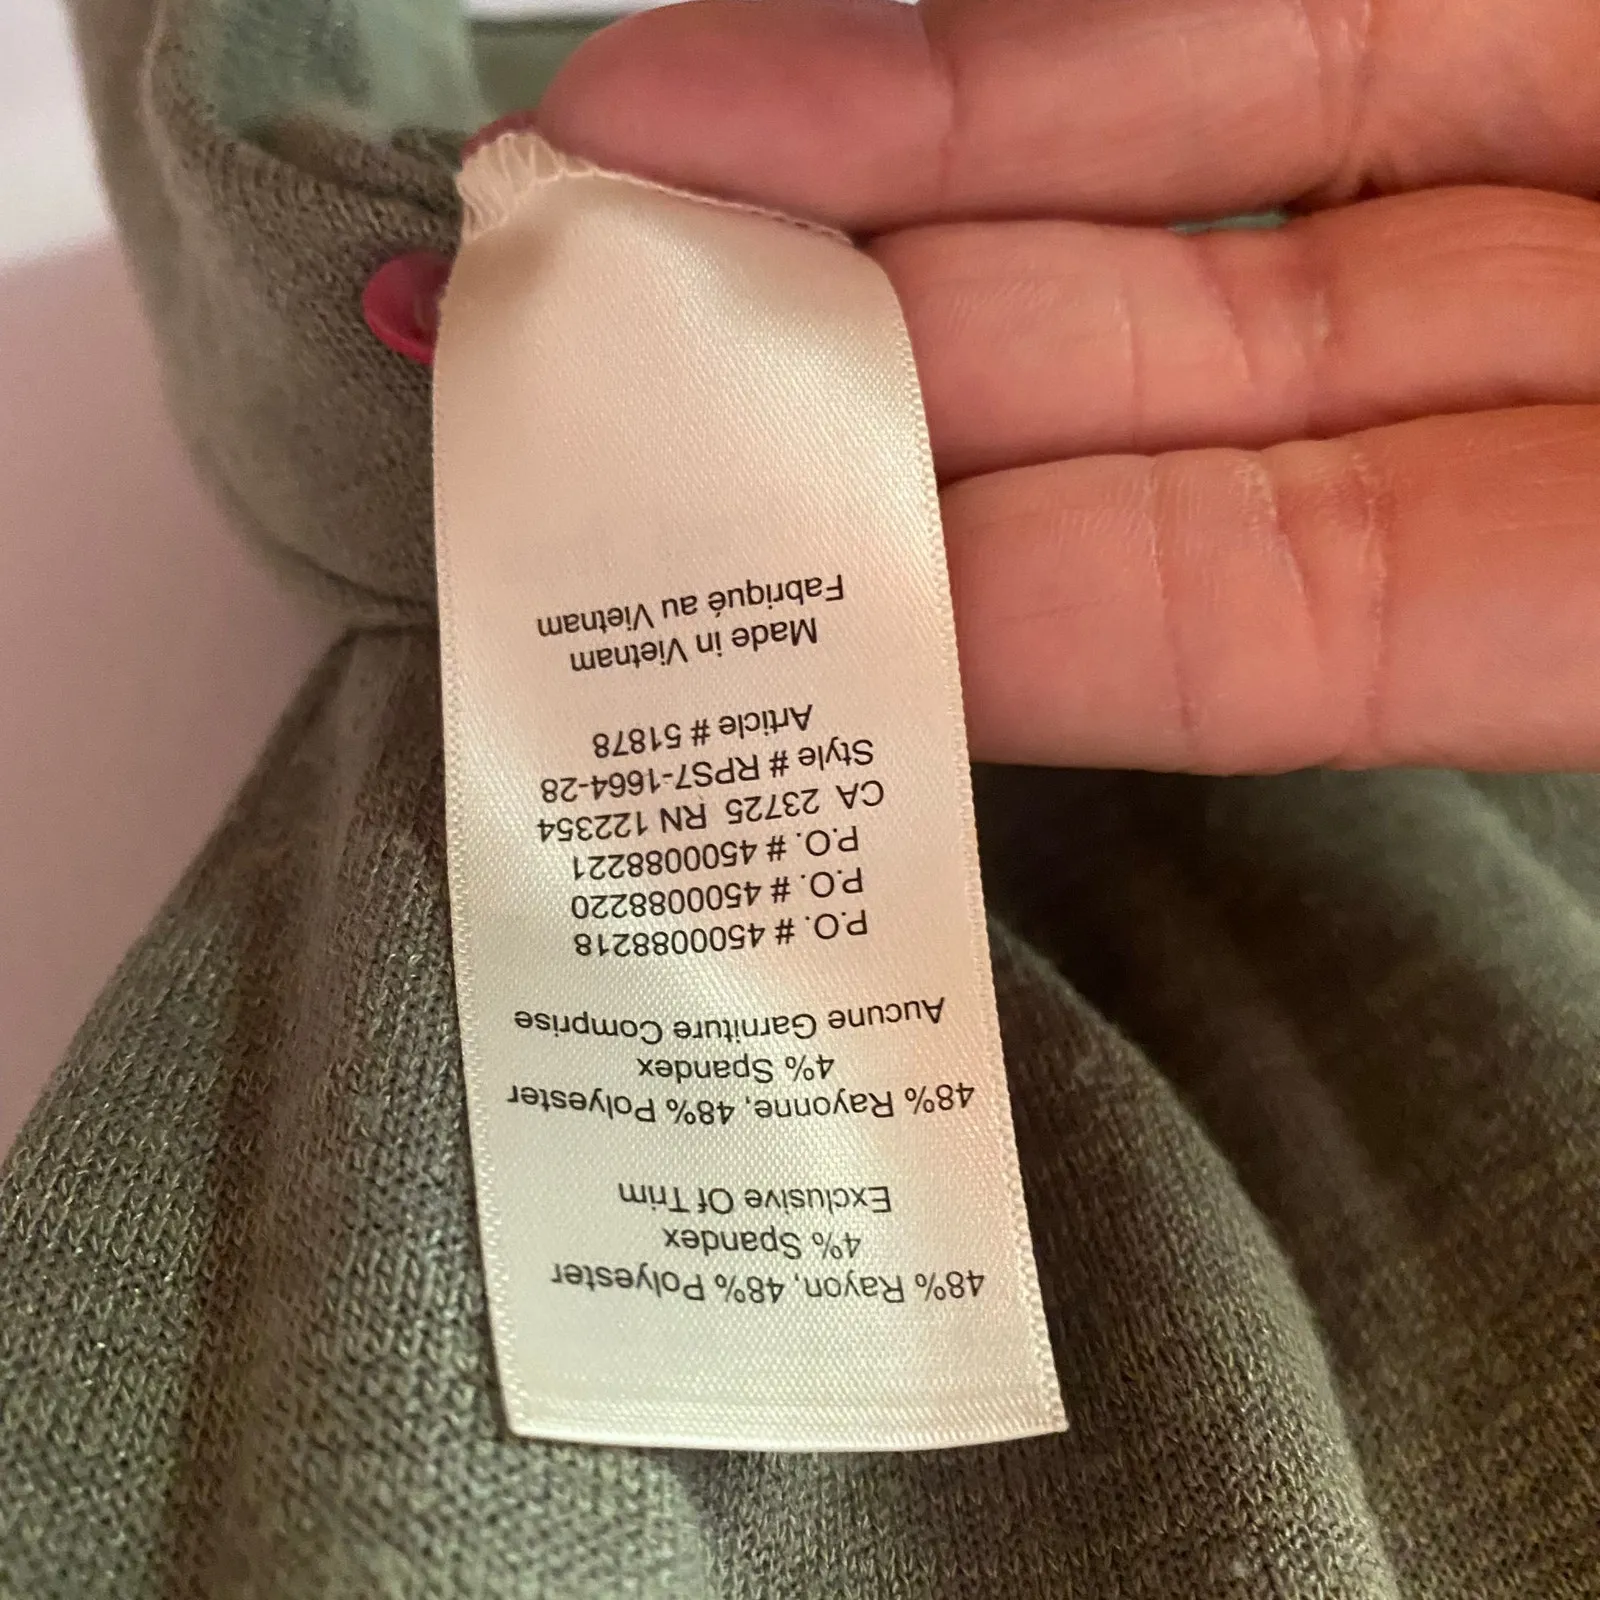 48% Rayon, 48% Polyester
4% Spandex
Exclusive Of Trim
48% Rayonne, 48% Polyester
4% Spandex
Aucune Garniture Comprise
P.O. # 4500088218
P.O. # 4500088220
P.O. # 4500088221
CA 23725 RN 122354
Style # RPS7-1664-28
Article # 51878
Made in Vietnam
Fabriqué au Vietnam